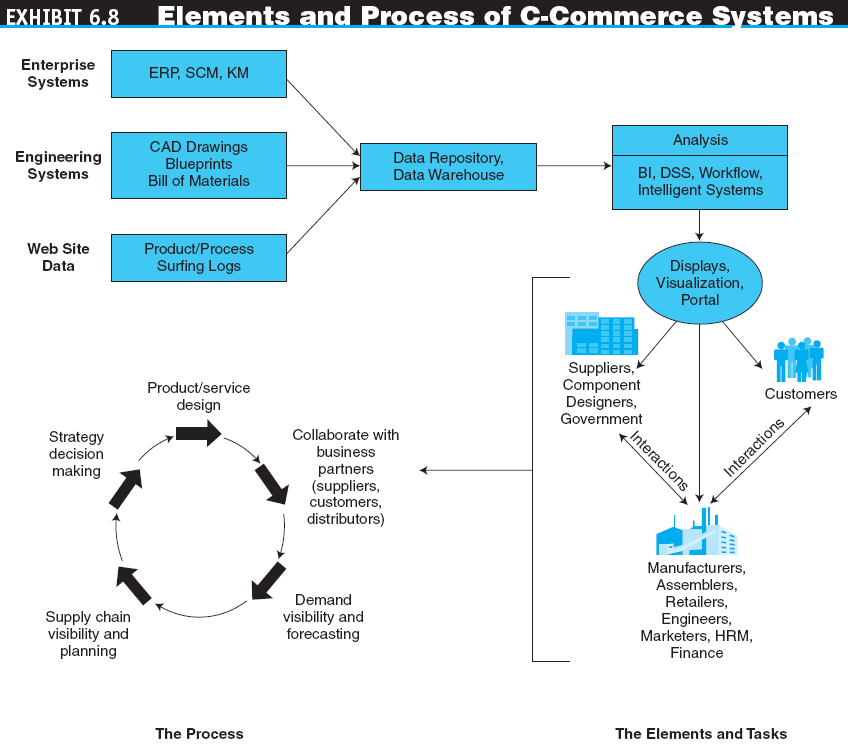 EXHIBIT 6.8 Elements and Process of C-Commerce Systems
Enterprise
Systems
ERP, SCM, KM
Engineering
Systems
CAD Drawings
Blueprints
Bill of Materials
Web Site
Data
Product/Process
Surfing Logs
Data Repository,
Data Warehouse
Analysis
BI, DSS, Workflow,
Intelligent Systems
Displays,
Visualization,
Portal
Suppliers,
Component
Designers,
Government
Customers
Interactions
Interactions
Manufacturers,
Assemblers,
Retailers,
Engineers,
Marketers, HRM,
Finance
Product/service
design
Collaborate with
business
partners
(suppliers,
customers,
distributors)
Demand
visibility and
forecasting
Supply chain
visibility and
planning
Strategy
decision
making
The Process
The Elements and Tasks